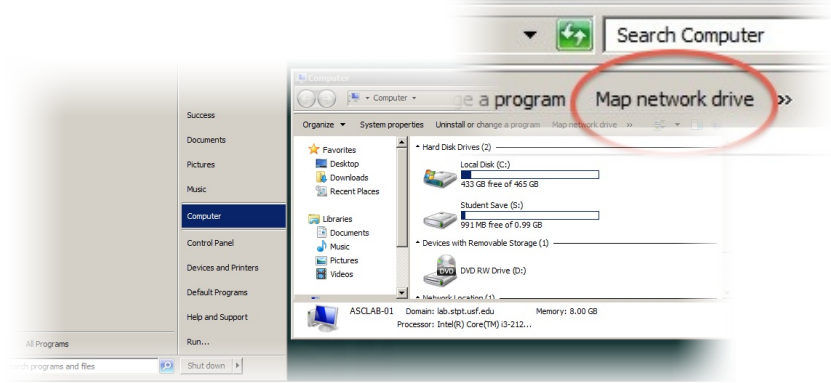 Search Computer
ge a program Map network drive »
Success
Documents
Pictures
Music
Computer
Control Panel
Devices and Printers
Default Programs
Help and Support
Run...
All Programs
rch programs and files
Shut down
Computer
Computer
Organize System properties Uninstall or change a program Map network drive »
Favorites
Desktop
Downloads
Recent Places
Libraries
Documents
Music
Pictures
Videos
Hard Disk Drives (2)
Local Disk (C:)
433 GB free of 465 GB
Student Save (S:)
991 MB free of 0.99 GB
Devices with Removable Storage (1)
DVD
DVD RW Drive (D:)
Network Location (1)
ASCLAB-01 Domain: lab.stpt.usf.edu Memory: 8.00 GB
Processor: Intel(R) Core(TM) i3-212...